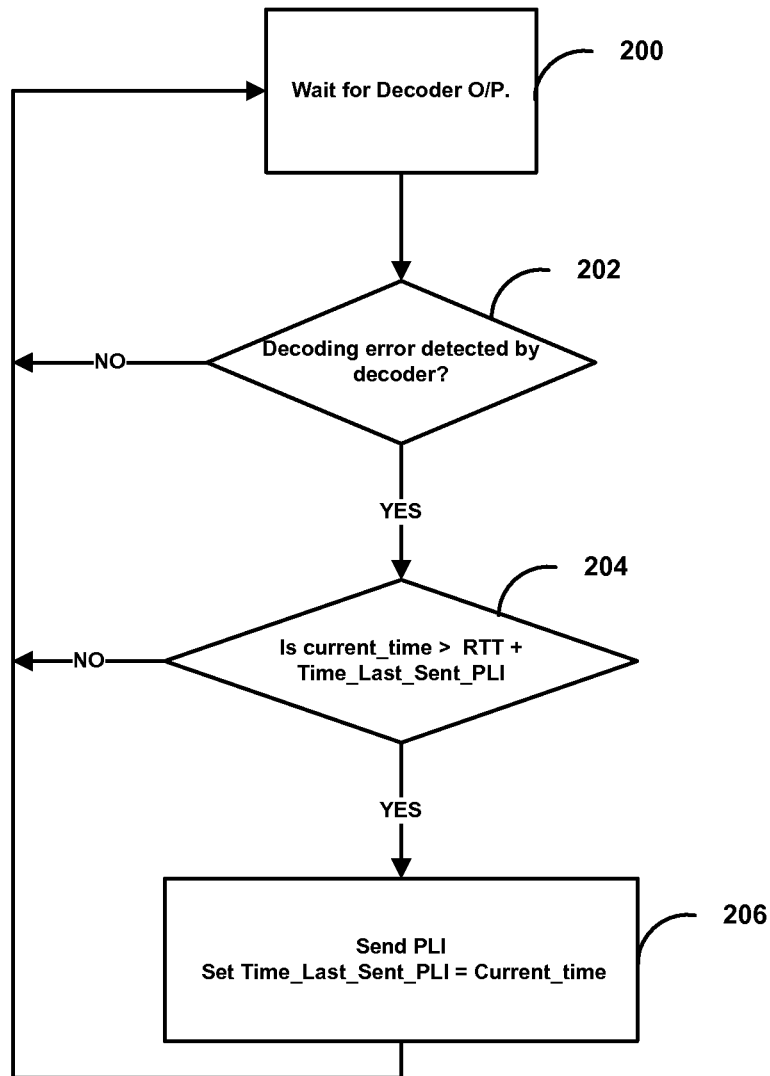 200
Wait for Decoder O/P.
202
Decoding error detected by
decoder?
NO
YES
204
Is current_time > RTT +
Time_Last_Sent_PLI
NO
YES
206
Send PLI
Set Time_Last_Sent_PLI = Current_time